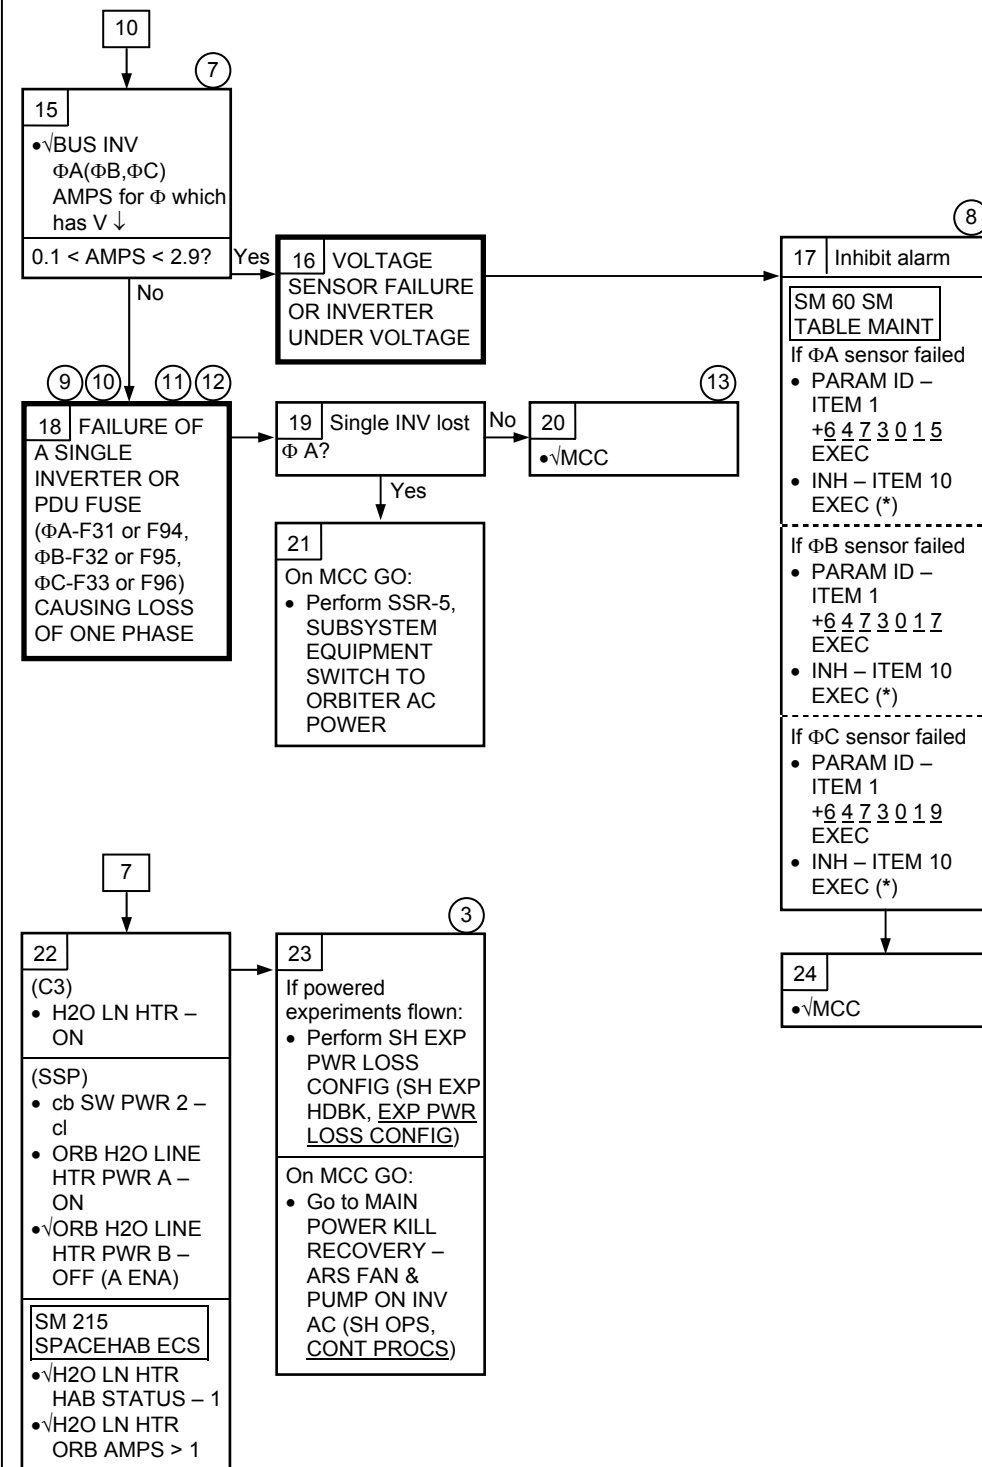 10
7
15
•√BUS INV
ΦA(ΦB,ΦC)
AMPS for Φ which
has V ↓
0.1 < AMPS < 2.9?
Yes
No
16 VOLTAGE
SENSOR FAILURE
OR INVERTER
UNDER VOLTAGE
8
17 Inhibit alarm
SM 60 SM
TABLE MAINT
If ΦA sensor failed
• PARAM ID –
ITEM 1
+6 4 7 3 0 1 5
EXEC
• INH – ITEM 10
EXEC (*)
If ΦB sensor failed
• PARAM ID –
ITEM 1
+6 4 7 3 0 1 7
EXEC
• INH – ITEM 10
EXEC (*)
If ΦC sensor failed
• PARAM ID –
ITEM 1
+6 4 7 3 0 1 9
EXEC
• INH – ITEM 10
EXEC (*)
9 10 11 12
18 FAILURE OF
A SINGLE
INVERTER OR
PDU FUSE
(ΦA-F31 or F94,
ΦB-F32 or F95,
ΦC-F33 or F96)
CAUSING LOSS
OF ONE PHASE
19 Single INV lost
Φ A?
No
Yes
13
20
•√MCC
21
On MCC GO:
• Perform SSR-5,
SUBSYSTEM
EQUIPMENT
SWITCH TO
ORBITER AC
POWER
7
22
(C3)
• H2O LN HTR –
ON
(SSP)
• cb SW PWR 2 –
cl
• ORB H2O LINE
HTR PWR A –
ON
•√ORB H2O LINE
HTR PWR B –
OFF (A ENA)
SM 215
SPACEHAB ECS
•√H2O LN HTR
HAB STATUS – 1
•√H2O LN HTR
ORB AMPS > 1
3
23
If powered
experiments flown:
• Perform SH EXP
PWR LOSS
CONFIG (SH EXP
HDBK, EXP PWR
LOSS CONFIG)
On MCC GO:
• Go to MAIN
POWER KILL
RECOVERY –
ARS FAN &
PUMP ON INV
AC (SH OPS,
CONT PROCS)
24
•√MCC